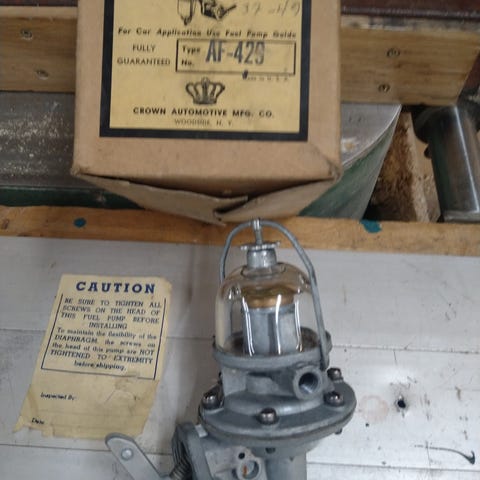 37-49
For Car Application Use Fuel Pump Guide
FULLY GUARANTEED
Type No. AF-429
MADE IN U.S.A.
CROWN AUTOMOTIVE MFG. CO.
WOODSIDE, N. Y.
CAUTION
BE SURE TO TIGHTEN ALL
SCREWS ON THE HEAD OF
THIS FUEL PUMP BEFORE
INSTALLING
To maintain the flexibility of the
DIAPHRAGM, the screws on
the head of this pump are NOT
TIGHTENED TO EXTREMITY
before shipping.
Inspected By:
Date